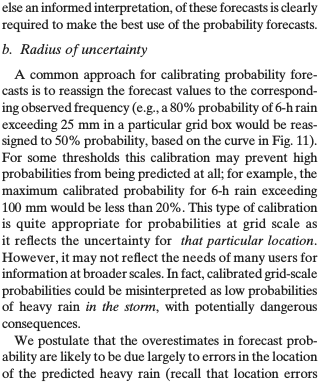 else an informed interpretation, of these forecasts is clearly
required to make the best use of the probability forecasts.
b. Radius of uncertainty
A common approach for calibrating probability fore-
casts is to reassign the forecast values to the correspond-
ing observed frequency (e.g., a 80% probability of 6-h rain
exceeding 25 mm in a particular grid box would be reas-
signed to 50% probability, based on the curve in Fig. 11).
For some thresholds this calibration may prevent high
probabilities from being predicted at all; for example, the
maximum calibrated probability for 6-h rain exceeding
100 mm would be less than 20%. This type of calibration
is quite appropriate for probabilities at grid scale as
it reflects the uncertainty for that particular location.
However, it may not reflect the needs of many users for
information at broader scales. In fact, calibrated grid-scale
probabilities could be misinterpreted as low probabilities
of heavy rain in the storm, with potentially dangerous
consequences.
We postulate that the overestimates in forecast prob-
ability are likely to be due largely to errors in the location
of the predicted heavy rain (recall that location errors